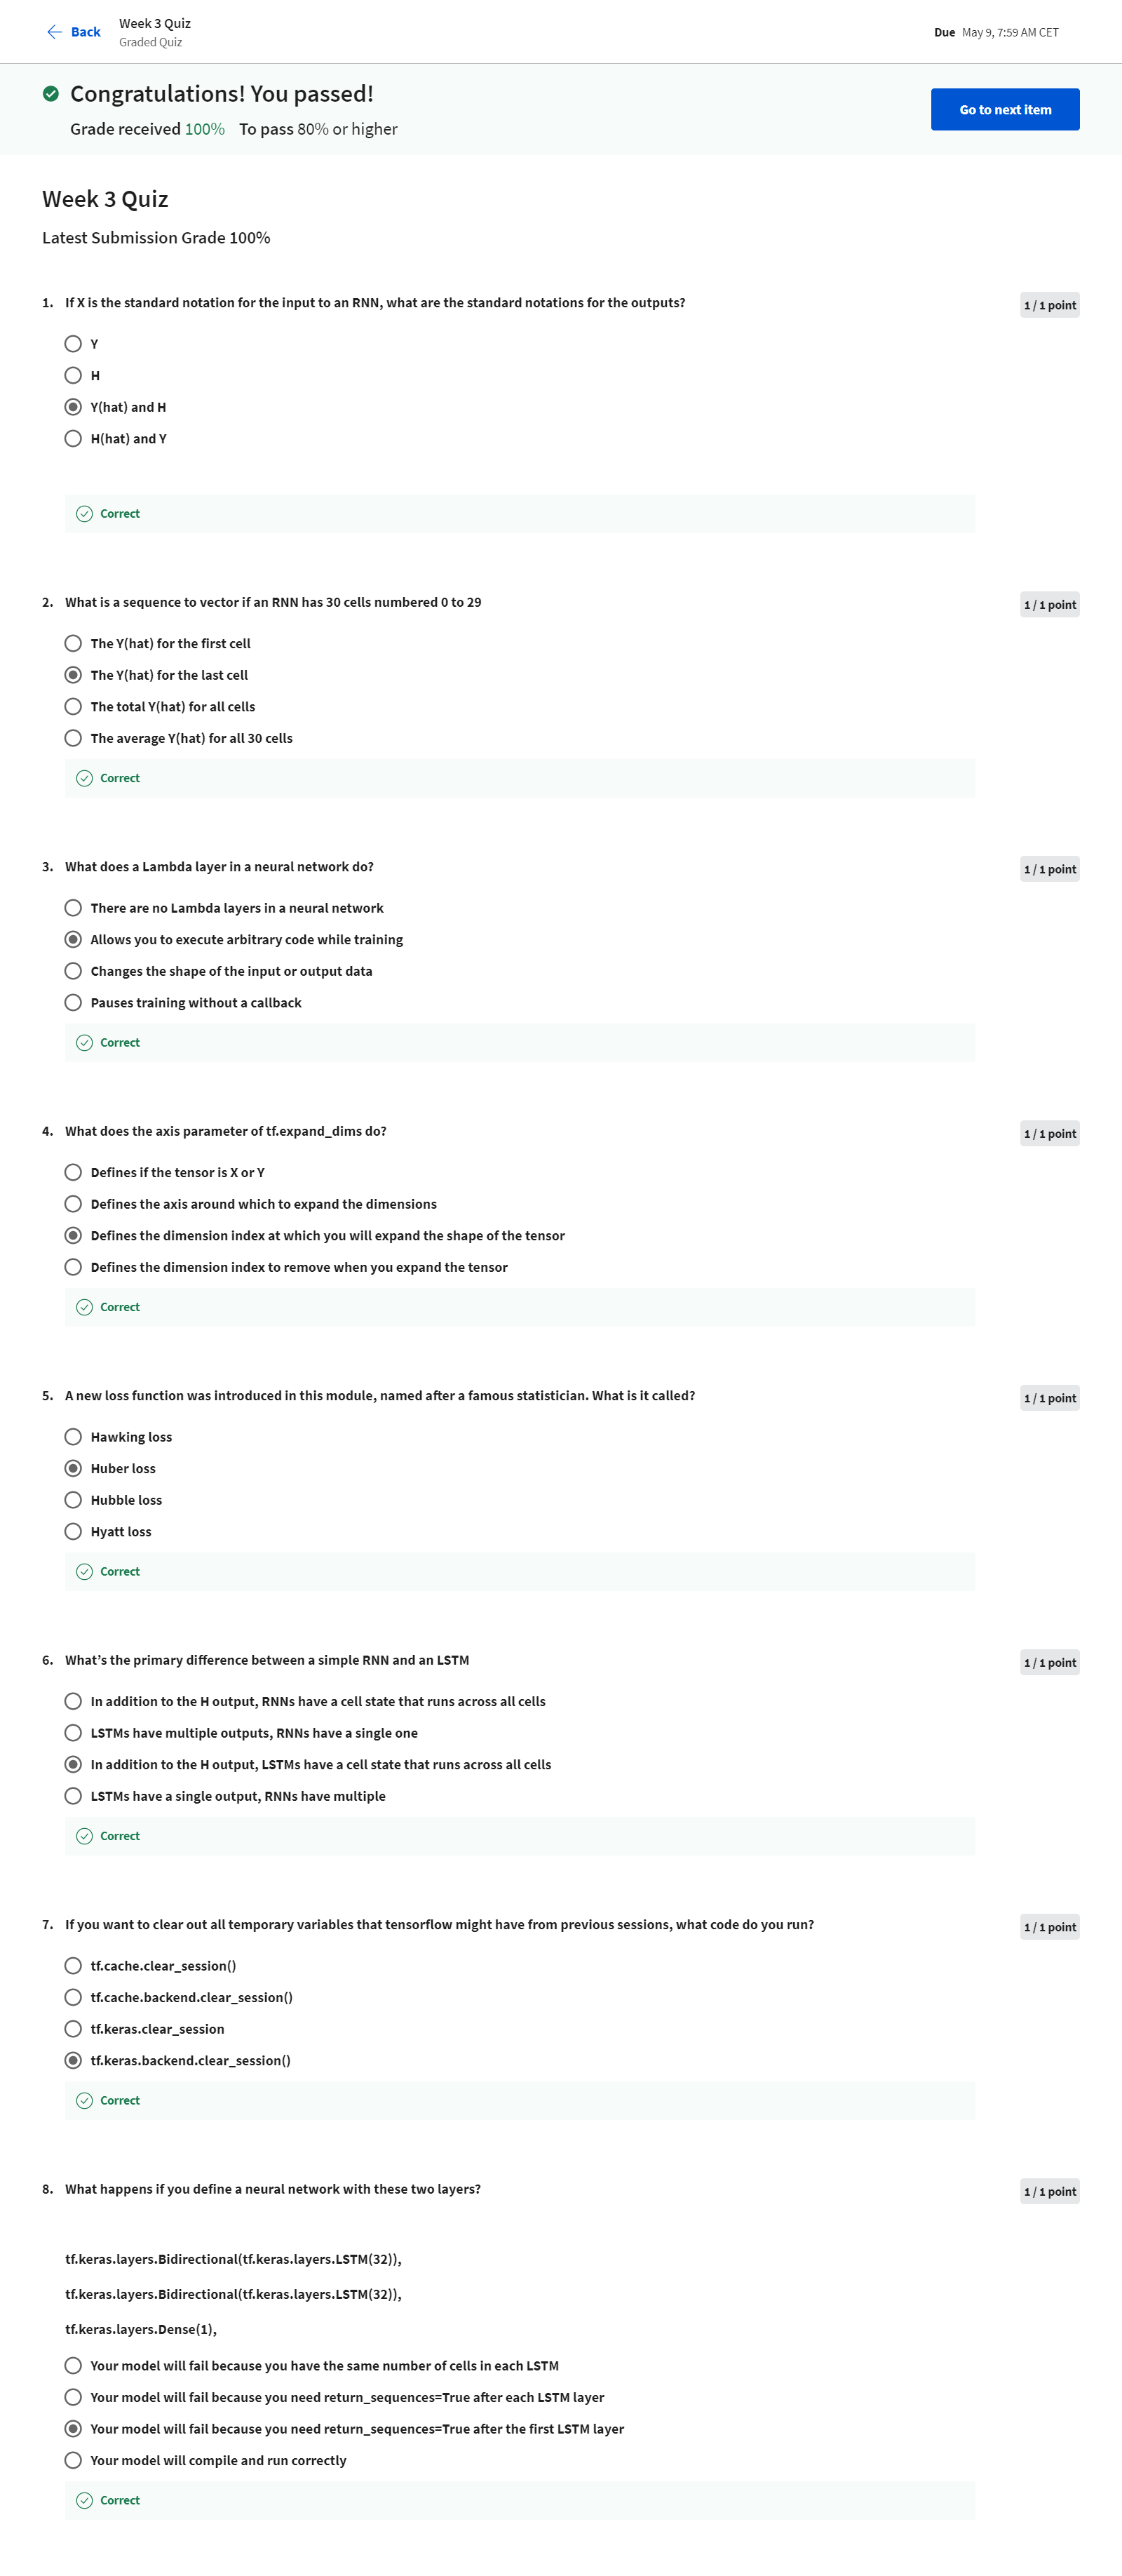 Back
Week 3 Quiz
Graded Quiz
Due May 9, 7:59 AM CET
Congratulations! You passed!
Grade received 100% To pass 80% or higher
Go to next item
Week 3 Quiz
Latest Submission Grade 100%
1. If X is the standard notation for the input to an RNN, what are the standard notations for the outputs?
1 / 1 point
Y
H
Y(hat) and H
H(hat) and Y
Correct
2. What is a sequence to vector if an RNN has 30 cells numbered 0 to 29
1 / 1 point
The Y(hat) for the first cell
The Y(hat) for the last cell
The total Y(hat) for all cells
The average Y(hat) for all 30 cells
Correct
3. What does a Lambda layer in a neural network do?
1 / 1 point
There are no Lambda layers in a neural network
Allows you to execute arbitrary code while training
Changes the shape of the input or output data
Pauses training without a callback
Correct
4. What does the axis parameter of tf.expand_dims do?
1 / 1 point
Defines if the tensor is X or Y
Defines the axis around which to expand the dimensions
Defines the dimension index at which you will expand the shape of the tensor
Defines the dimension index to remove when you expand the tensor
Correct
5. A new loss function was introduced in this module, named after a famous statistician. What is it called?
1 / 1 point
Hawking loss
Huber loss
Hubble loss
Hyatt loss
Correct
6. What’s the primary difference between a simple RNN and an LSTM
1 / 1 point
In addition to the H output, RNNs have a cell state that runs across all cells
LSTMs have multiple outputs, RNNs have a single one
In addition to the H output, LSTMs have a cell state that runs across all cells
LSTMs have a single output, RNNs have multiple
Correct
7. If you want to clear out all temporary variables that tensorflow might have from previous sessions, what code do you run?
1 / 1 point
tf.cache.clear_session()
tf.cache.backend.clear_session()
tf.keras.clear_session
tf.keras.backend.clear_session()
Correct
8. What happens if you define a neural network with these two layers?
1 / 1 point
tf.keras.layers.Bidirectional(tf.keras.layers.LSTM(32)),
tf.keras.layers.Bidirectional(tf.keras.layers.LSTM(32)),
tf.keras.layers.Dense(1),
Your model will fail because you have the same number of cells in each LSTM
Your model will fail because you need return_sequences=True after each LSTM layer
Your model will fail because you need return_sequences=True after the first LSTM layer
Your model will compile and run correctly
Correct